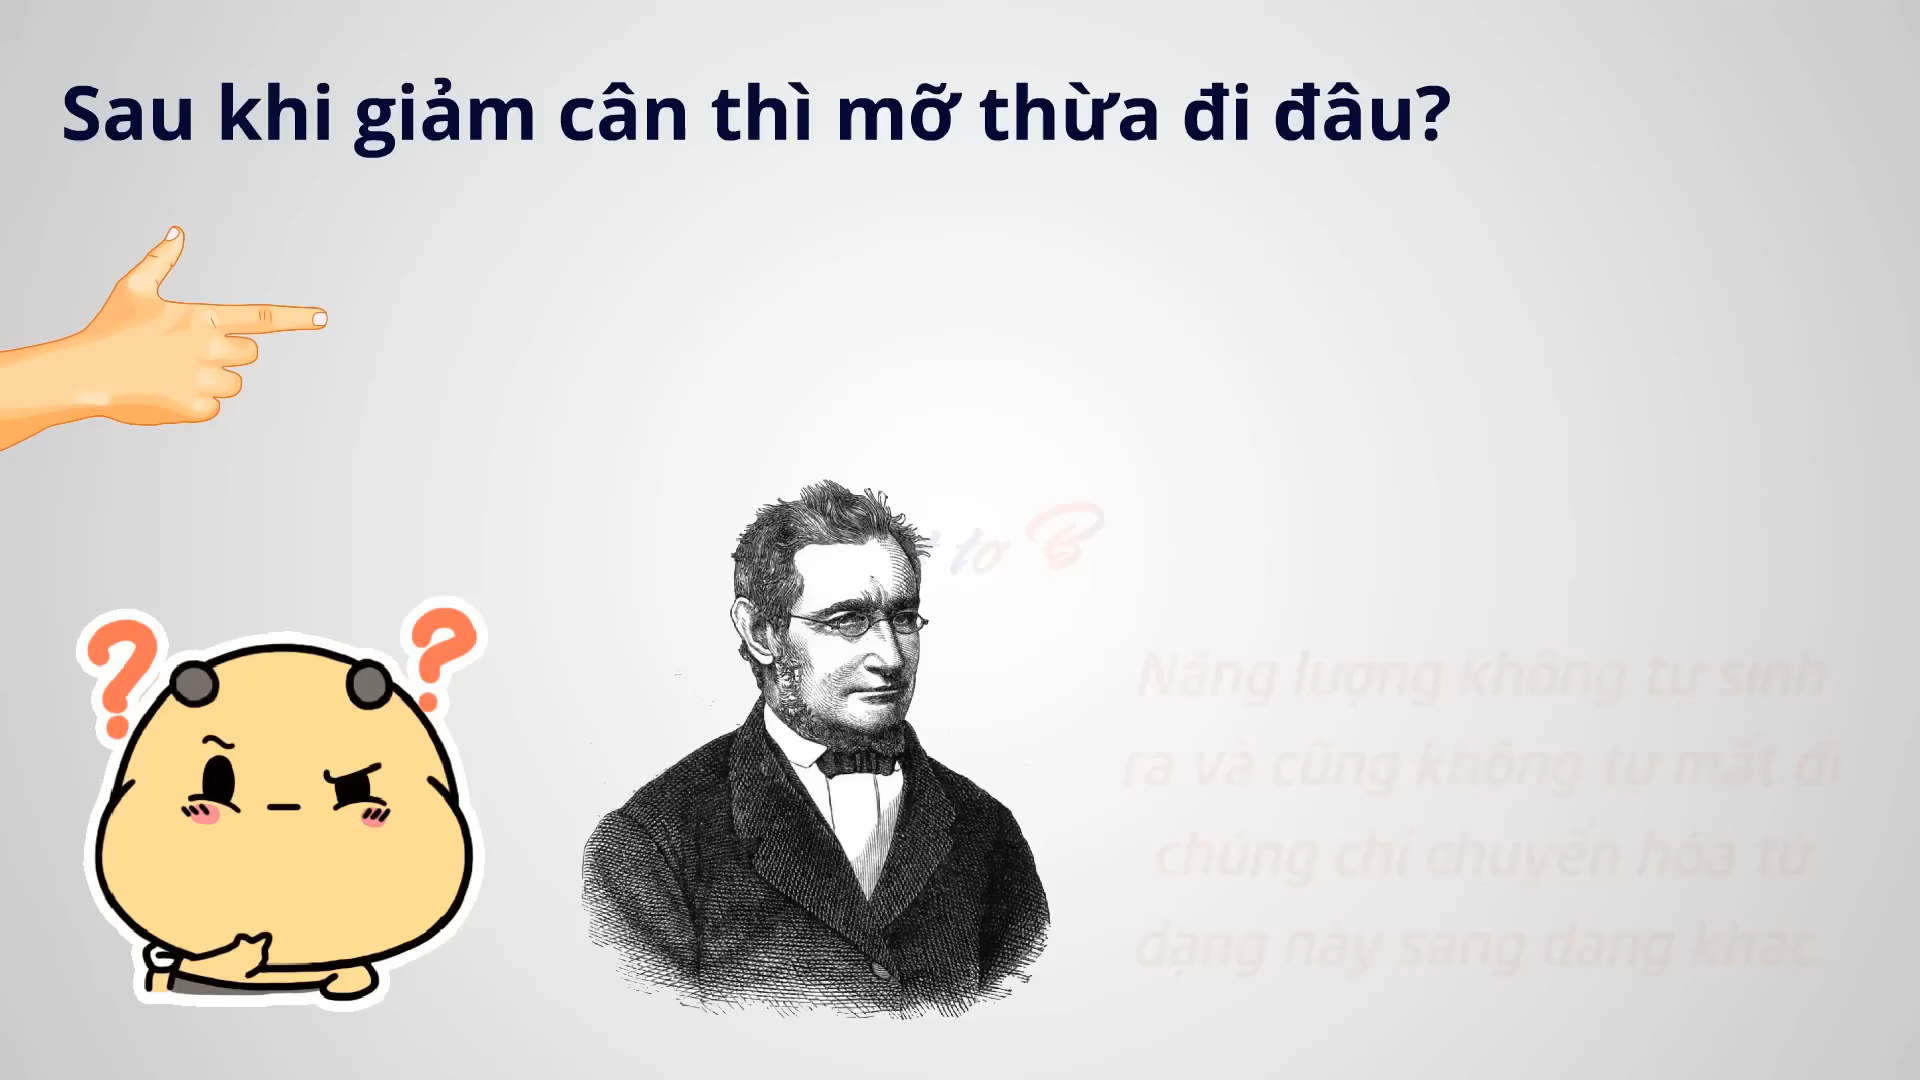 Sau khi giảm cân thì mỡ thừa đi đâu?
to B
Năng lượng không tự sinh
ra và cũng không tự mất đi
chúng chỉ chuyển hóa từ
dạng này sang dạng khác.